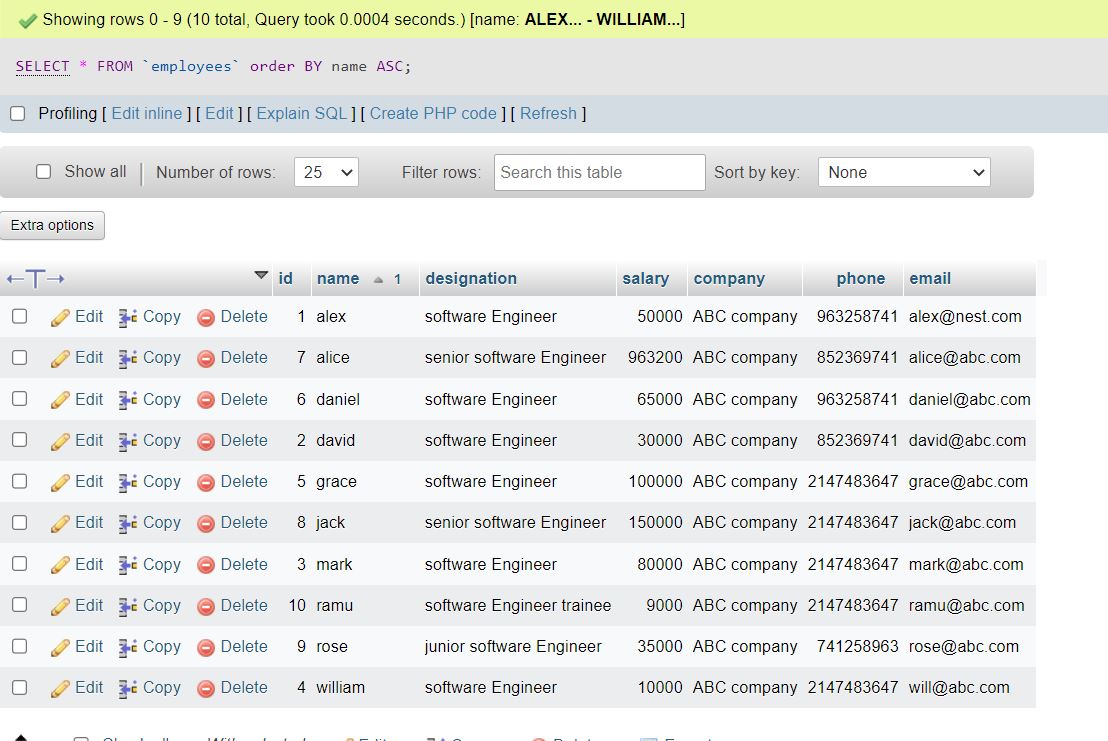 Showing rows 0 - 9 (10 total, Query took 0.0004 seconds.) [name: ALEX... - WILLIAM...]
SELECT * FROM `employees` order BY name ASC;
Profiling [ Edit inline ] [ Edit ] [ Explain SQL ] [ Create PHP code ] [ Refresh ]
Show all Number of rows: 25 Filter rows: Search this table Sort by key: None
Extra options
←T→ id name 1 designation salary company phone email
Edit Copy Delete 1 alex software Engineer 50000 ABC company 963258741 alex@nest.com
Edit Copy Delete 7 alice senior software Engineer 963200 ABC company 852369741 alice@abc.com
Edit Copy Delete 6 daniel software Engineer 65000 ABC company 963258741 daniel@abc.com
Edit Copy Delete 2 david software Engineer 30000 ABC company 852369741 david@abc.com
Edit Copy Delete 5 grace software Engineer 100000 ABC company 2147483647 grace@abc.com
Edit Copy Delete 8 jack senior software Engineer 150000 ABC company 2147483647 jack@abc.com
Edit Copy Delete 3 mark software Engineer 80000 ABC company 2147483647 mark@abc.com
Edit Copy Delete 10 ramu software Engineer trainee 9000 ABC company 2147483647 ramu@abc.com
Edit Copy Delete 9 rose junior software Engineer 35000 ABC company 741258963 rose@abc.com
Edit Copy Delete 4 william software Engineer 10000 ABC company 2147483647 will@abc.com